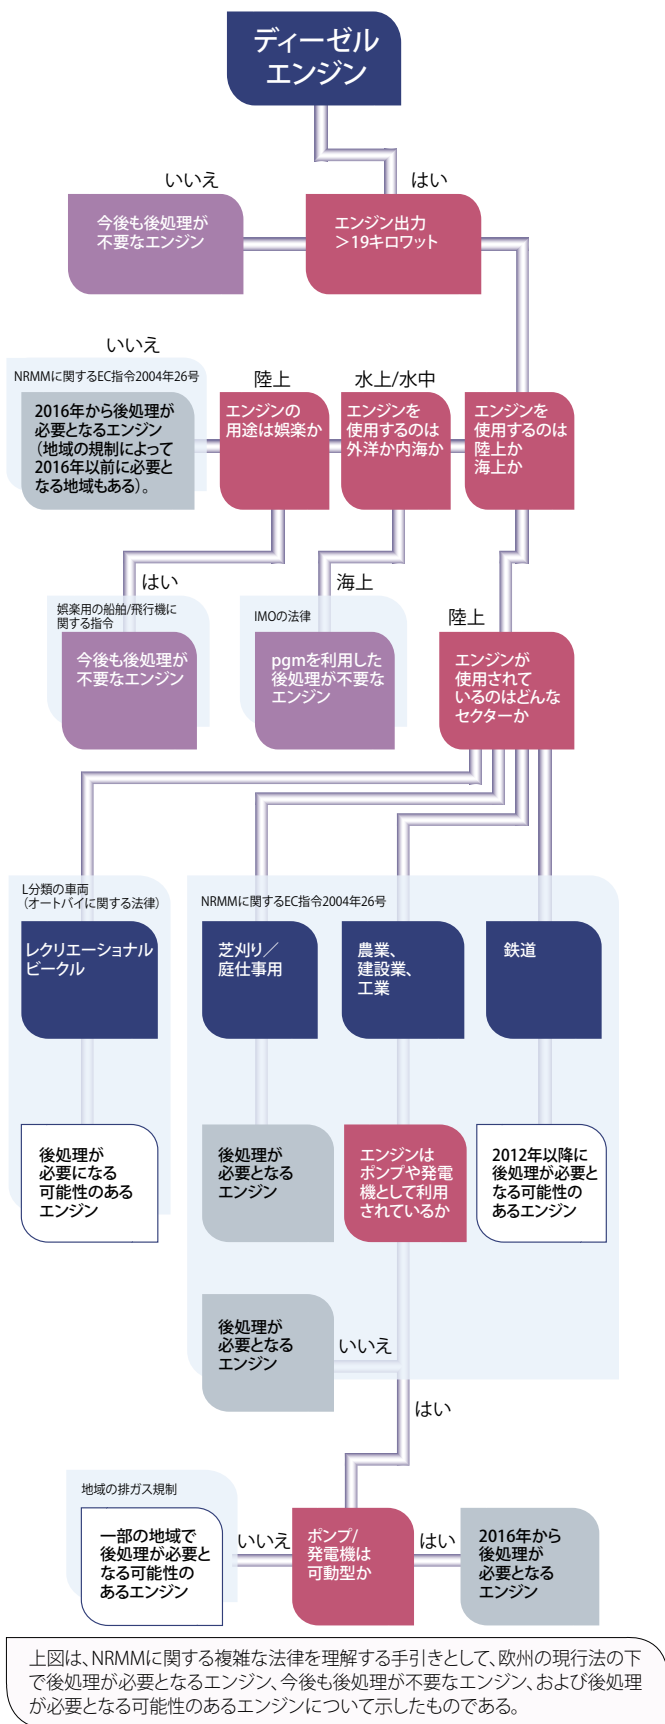 ディーゼル
エンジン
いいえ
はい
今後も後処理が
不要なエンジン
エンジン出力
＞19キロワット
いいえ
NRMMに関するEC指令2004年26号
陸上
水上/水中
2016年から後処理が
必要となるエンジン
（地域の規制によって
2016年以前に必要と
なる地域もある）。
エンジンの
用途は娯楽か
エンジンを
使用するのは
外洋か内海か
エンジンを
使用するのは
陸上か
海上か
はい
海上
陸上
娯楽用の船舶/飛行機に
関する指令
今後も後処理が
不要なエンジン
IMOの法律
pgmを利用した
後処理が不要な
エンジン
エンジンが
使用されて
いるのはどんな
セクターか
L分類の車両
（オートバイに関する法律）
NRMMに関するEC指令2004年26号
レクリエーショナル
ビークル
芝刈り／
庭仕事用
農業、
建設業、
工業
鉄道
後処理が
必要になる
可能性のある
エンジン
後処理が
必要となる
エンジン
エンジンは
ポンプや発電
機として利用
されているか
2012年以降に
後処理が必要と
なる可能性の
あるエンジン
後処理が
必要となる
エンジン
いいえ
はい
地域の排ガス規制
一部の地域で
後処理が必要と
なる可能性の
あるエンジン
いいえ
ポンプ/
発電機は
可動型か
はい
2016年から
後処理が
必要となる
エンジン
上図は、NRMMに関する複雑な法律を理解する手引きとして、欧州の現行法の下
で後処理が必要となるエンジン、今後も後処理が不要なエンジン、および後処理
が必要となる可能性のあるエンジンについて示したものである。